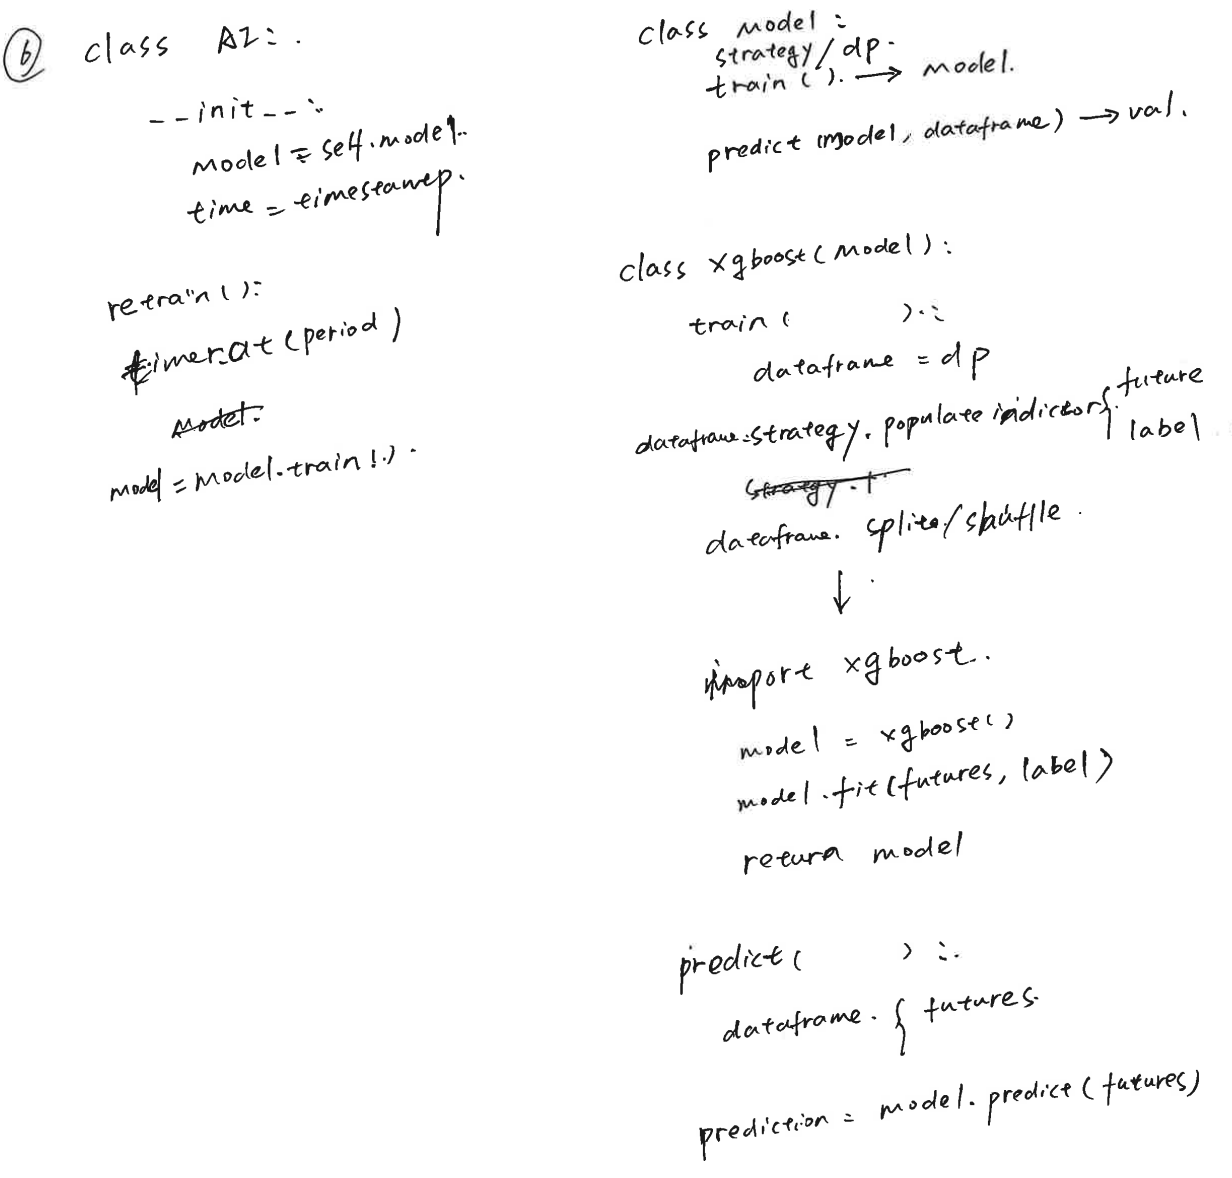 ⑥ class AI:
__init__:
model = self.model.
time = timestamp.
retrain():
timer.at(period)
model.
model = model.train().
class model:
strategy/dp.
train(). → model.
predict (model, dataframe) → val.
class xgboost(model):
train( ):
dataframe = dp
dataframe=strategy. populate indictor { future
label
strategy.t
dataframe. splite/shuffle.
↓
import xgboost.
model = xgboost()
model.fit(futures, label)
return model
predict( ):
dataframe. { futures.
prediction = model.predict(futures)